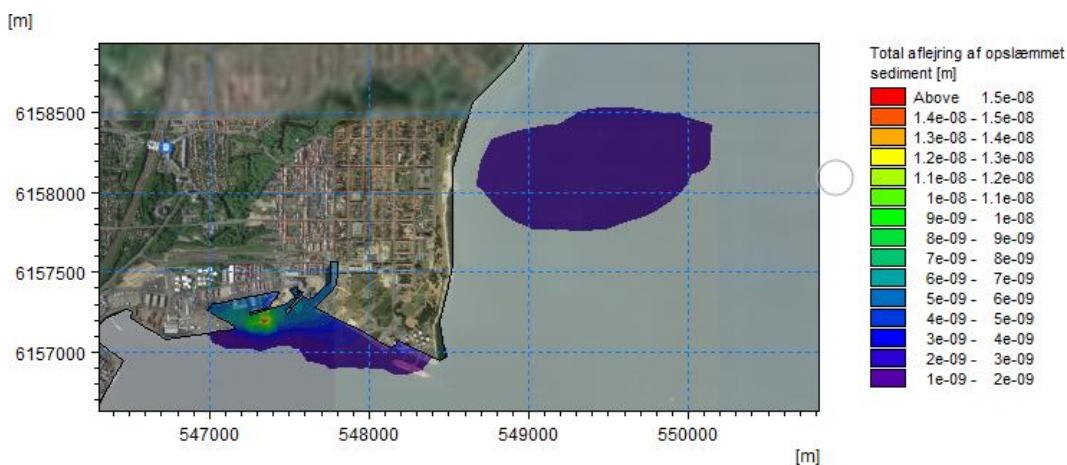 [m]
Total aflejring af opslæmmet
sediment [m]
Above 1.5e-08
1.4e-08 - 1.5e-08
1.3e-08 - 1.4e-08
1.2e-08 - 1.3e-08
1.1e-08 - 1.2e-08
1e-08 - 1.1e-08
9e-09 - 1e-08
8e-09 - 9e-09
7e-09 - 8e-09
6e-09 - 7e-09
5e-09 - 6e-09
4e-09 - 5e-09
3e-09 - 4e-09
2e-09 - 3e-09
1e-09 - 2e-09
6158500
6158000
6157500
6157000
547000 548000 549000 550000
[m]